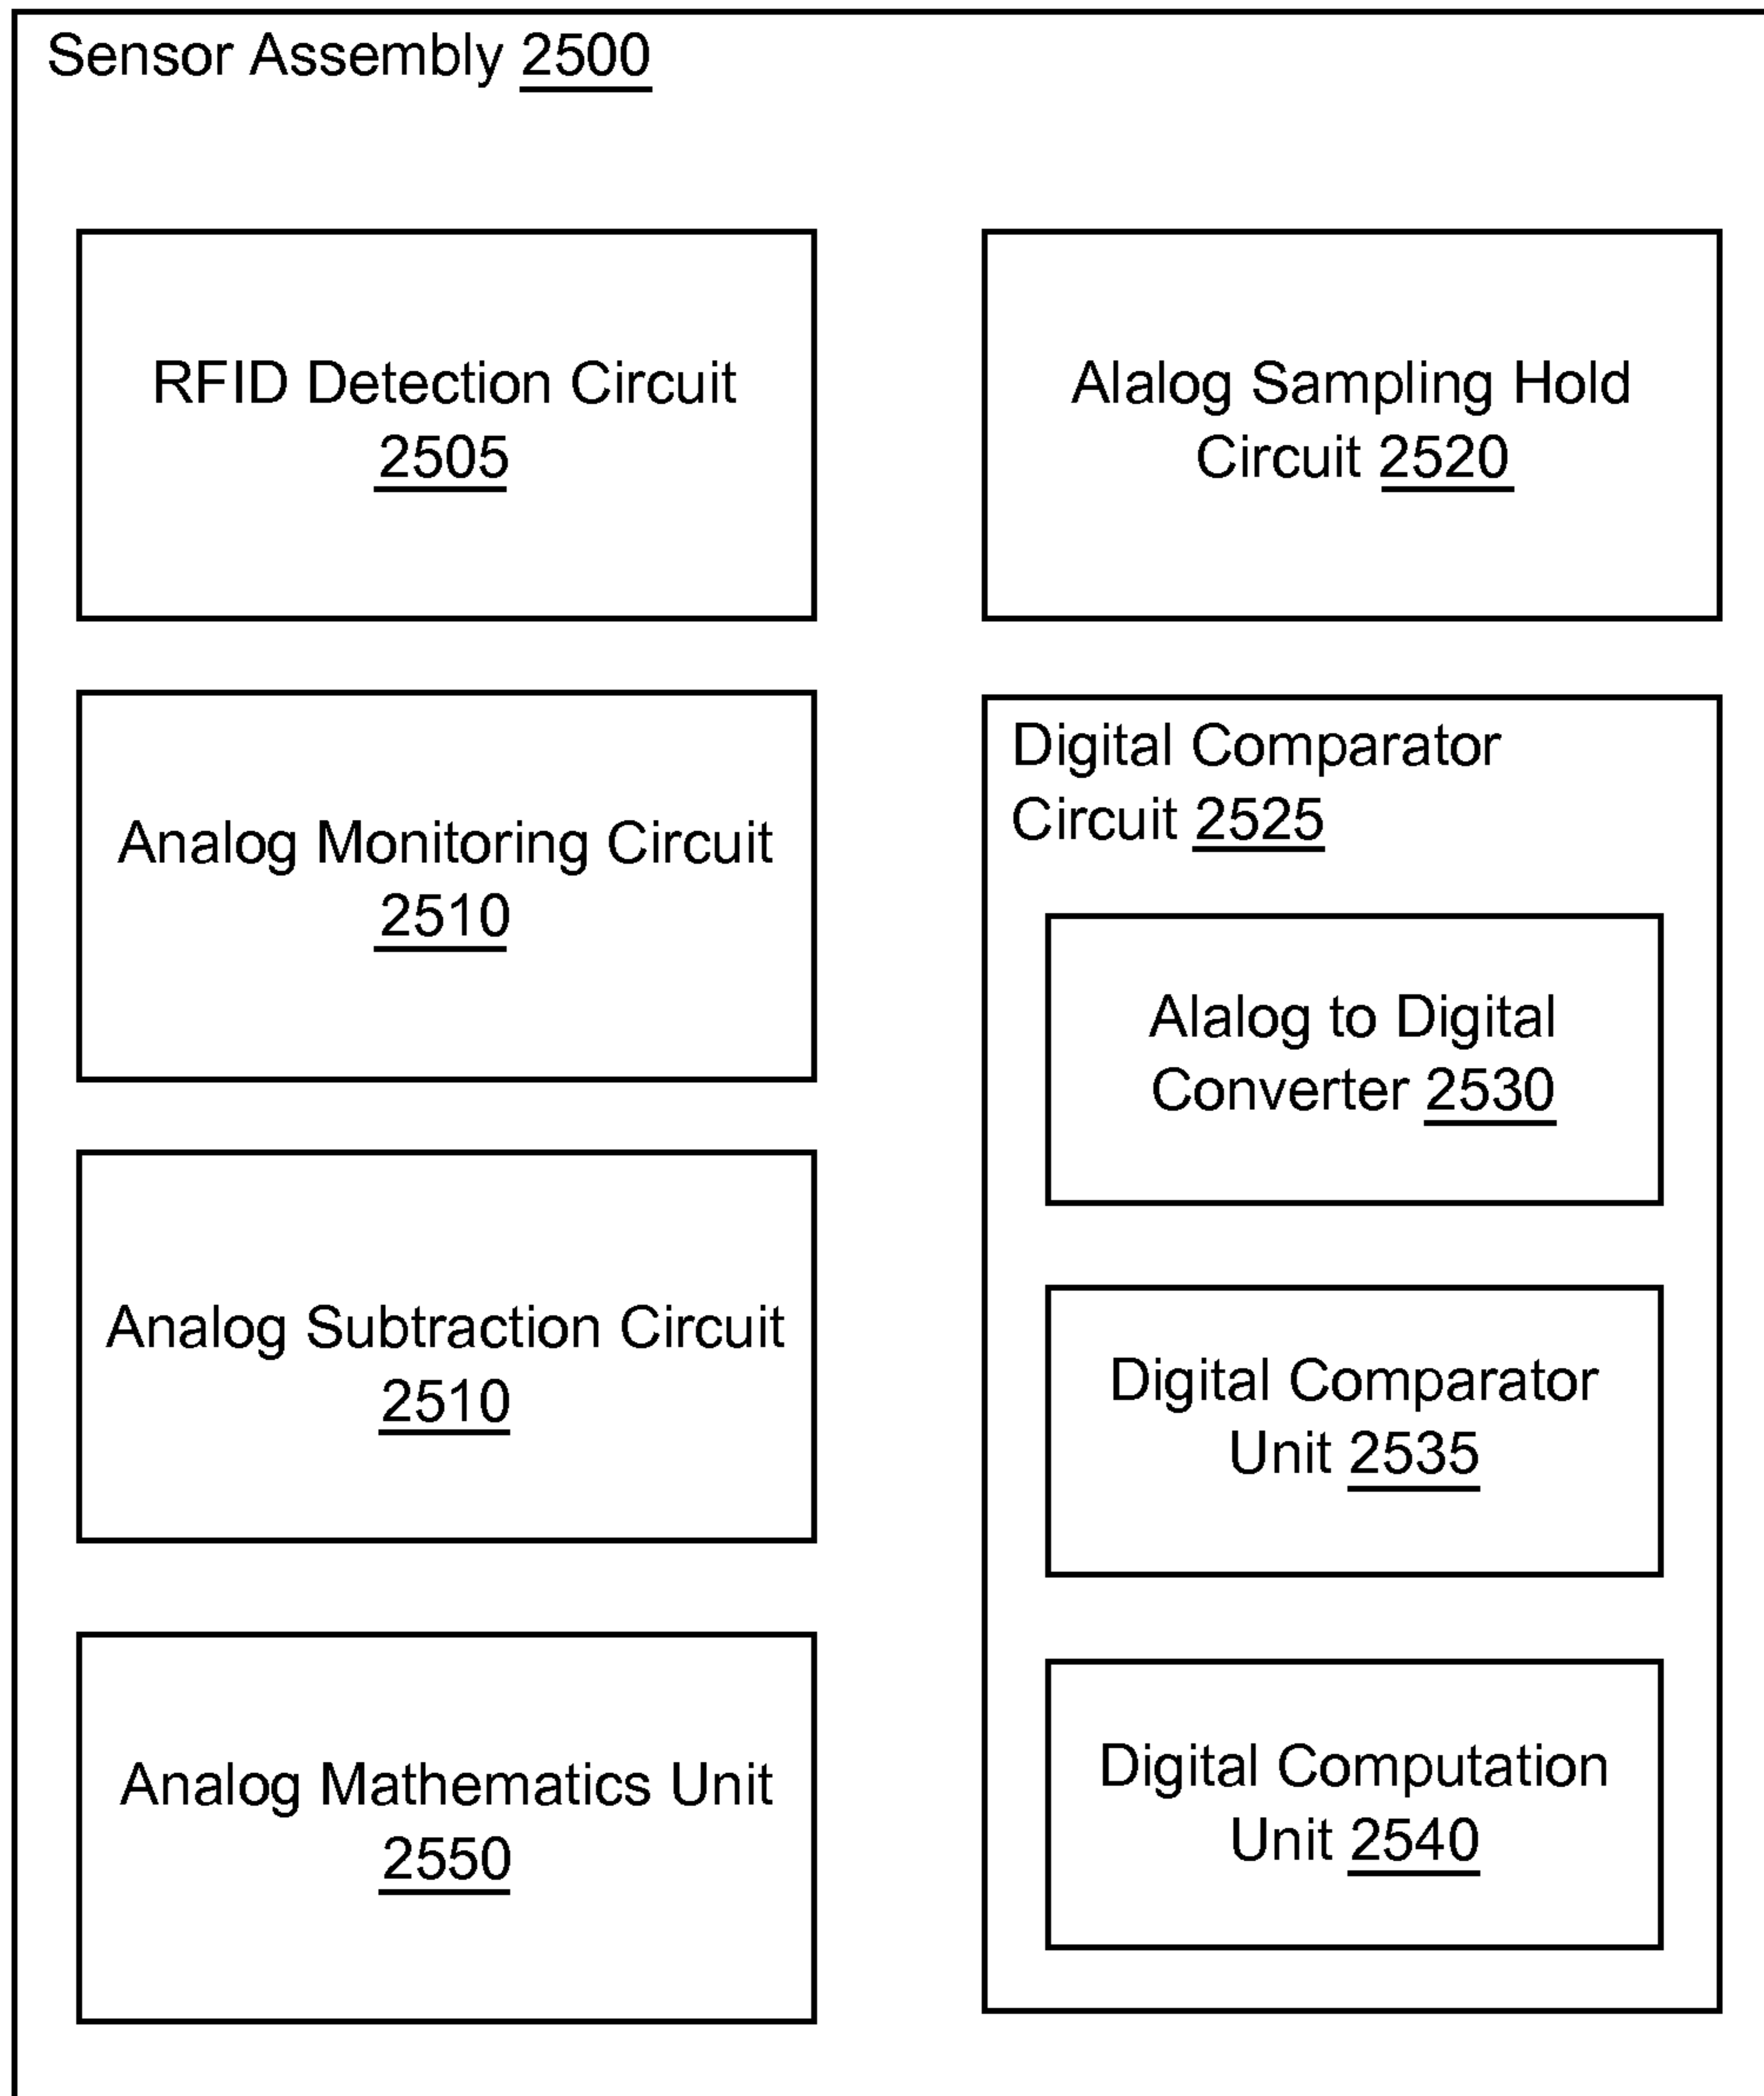 Sensor Assembly 2500
RFID Detection Circuit
2505
Analog Monitoring Circuit
2510
Analog Subtraction Circuit
2510
Analog Mathematics Unit
2550
Alalog Sampling Hold
Circuit 2520
Digital Comparator
Circuit 2525
Alalog to Digital
Converter 2530
Digital Comparator
Unit 2535
Digital Computation
Unit 2540